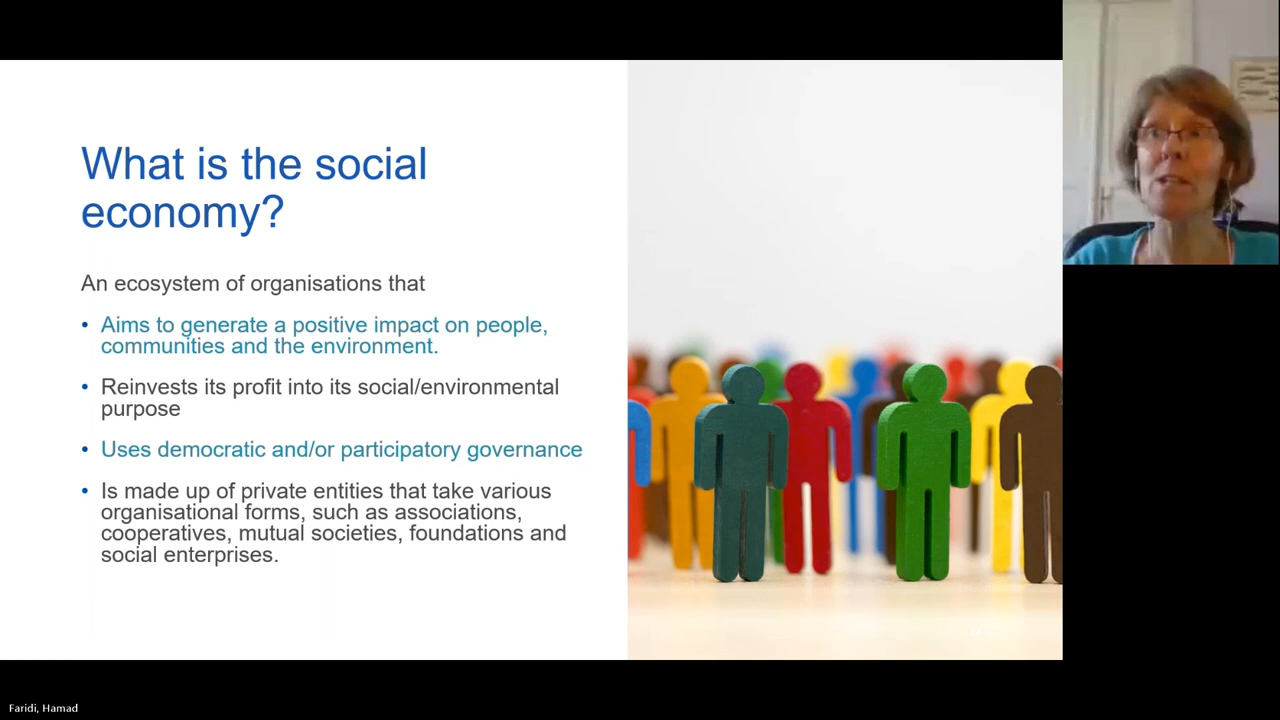 What is the social
economy?
An ecosystem of organisations that
• Aims to generate a positive impact on people,
communities and the environment.
• Reinvests its profit into its social/environmental
purpose
• Uses democratic and/or participatory governance
• Is made up of private entities that take various
organisational forms, such as associations,
cooperatives, mutual societies, foundations and
social enterprises.
Faridi, Hamad